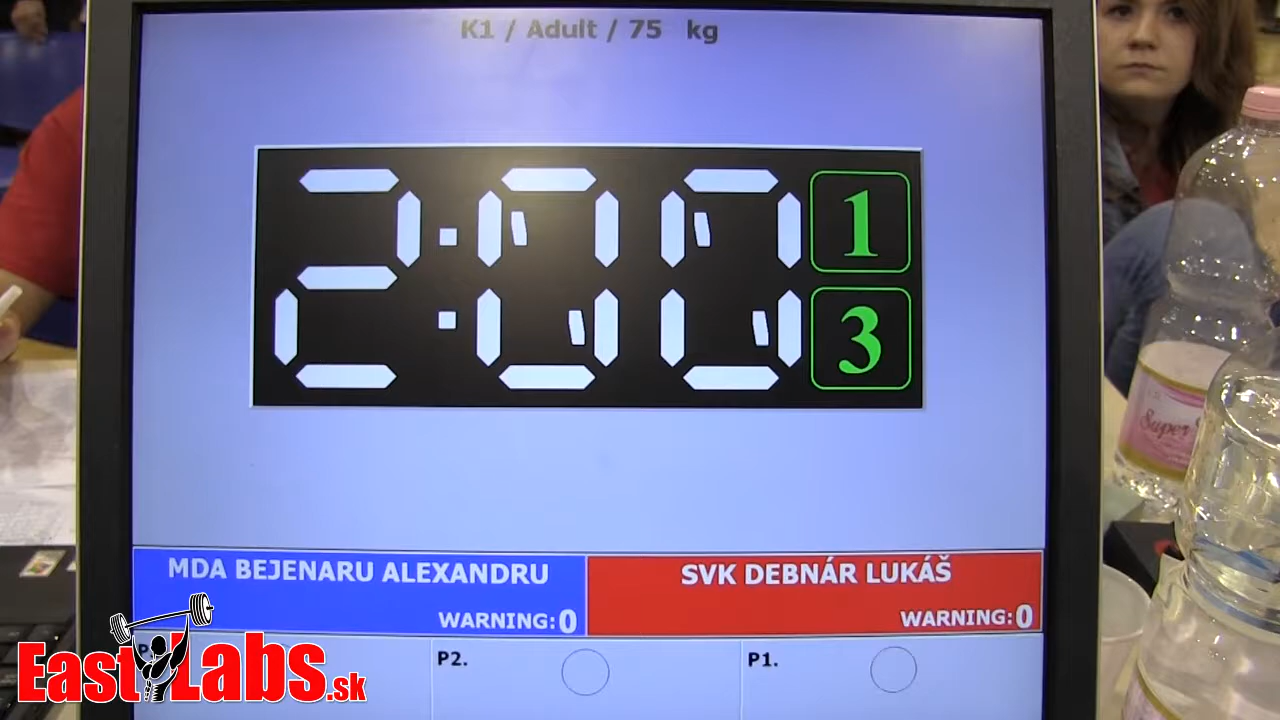 K1 / Adult / 75 kg
2:00
1
3
MDA BEJENARU ALEXANDRU
WARNING:0
SVK DEBNÁR LUKÁŠ
WARNING:0
P2.
P1.
EastLabs.sk
Super